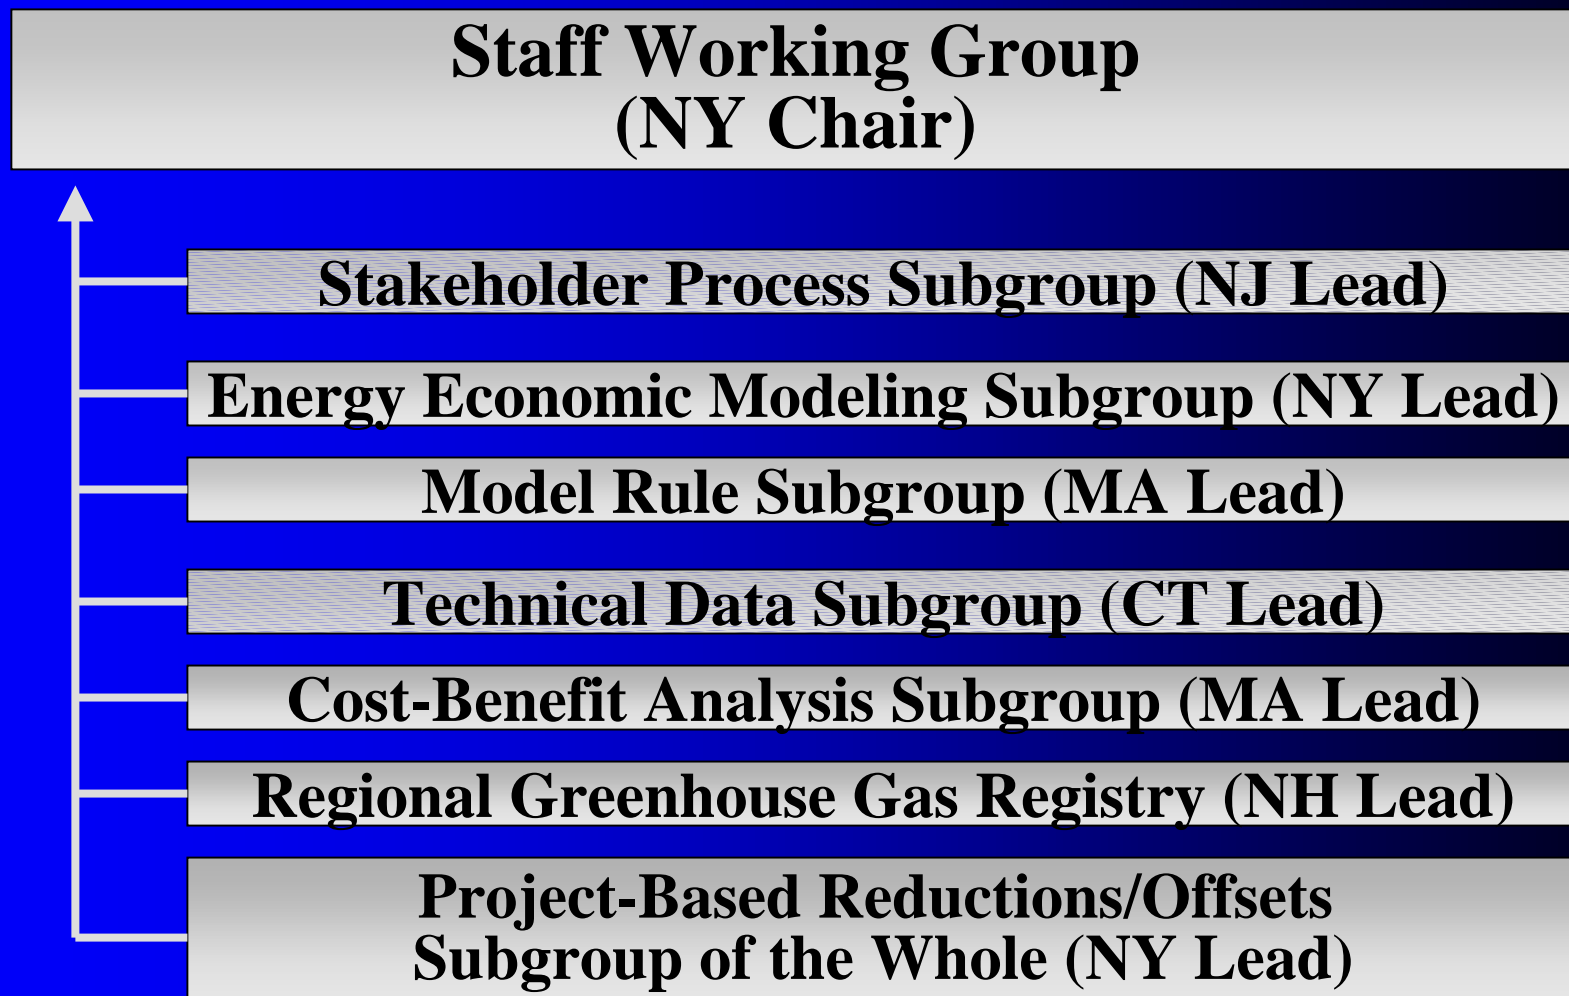 Staff Working Group
(NY Chair)
Stakeholder Process Subgroup (NJ Lead)
Energy Economic Modeling Subgroup (NY Lead)
Model Rule Subgroup (MA Lead)
Technical Data Subgroup (CT Lead)
Cost-Benefit Analysis Subgroup (MA Lead)
Regional Greenhouse Gas Registry (NH Lead)
Project-Based Reductions/Offsets
Subgroup of the Whole (NY Lead)